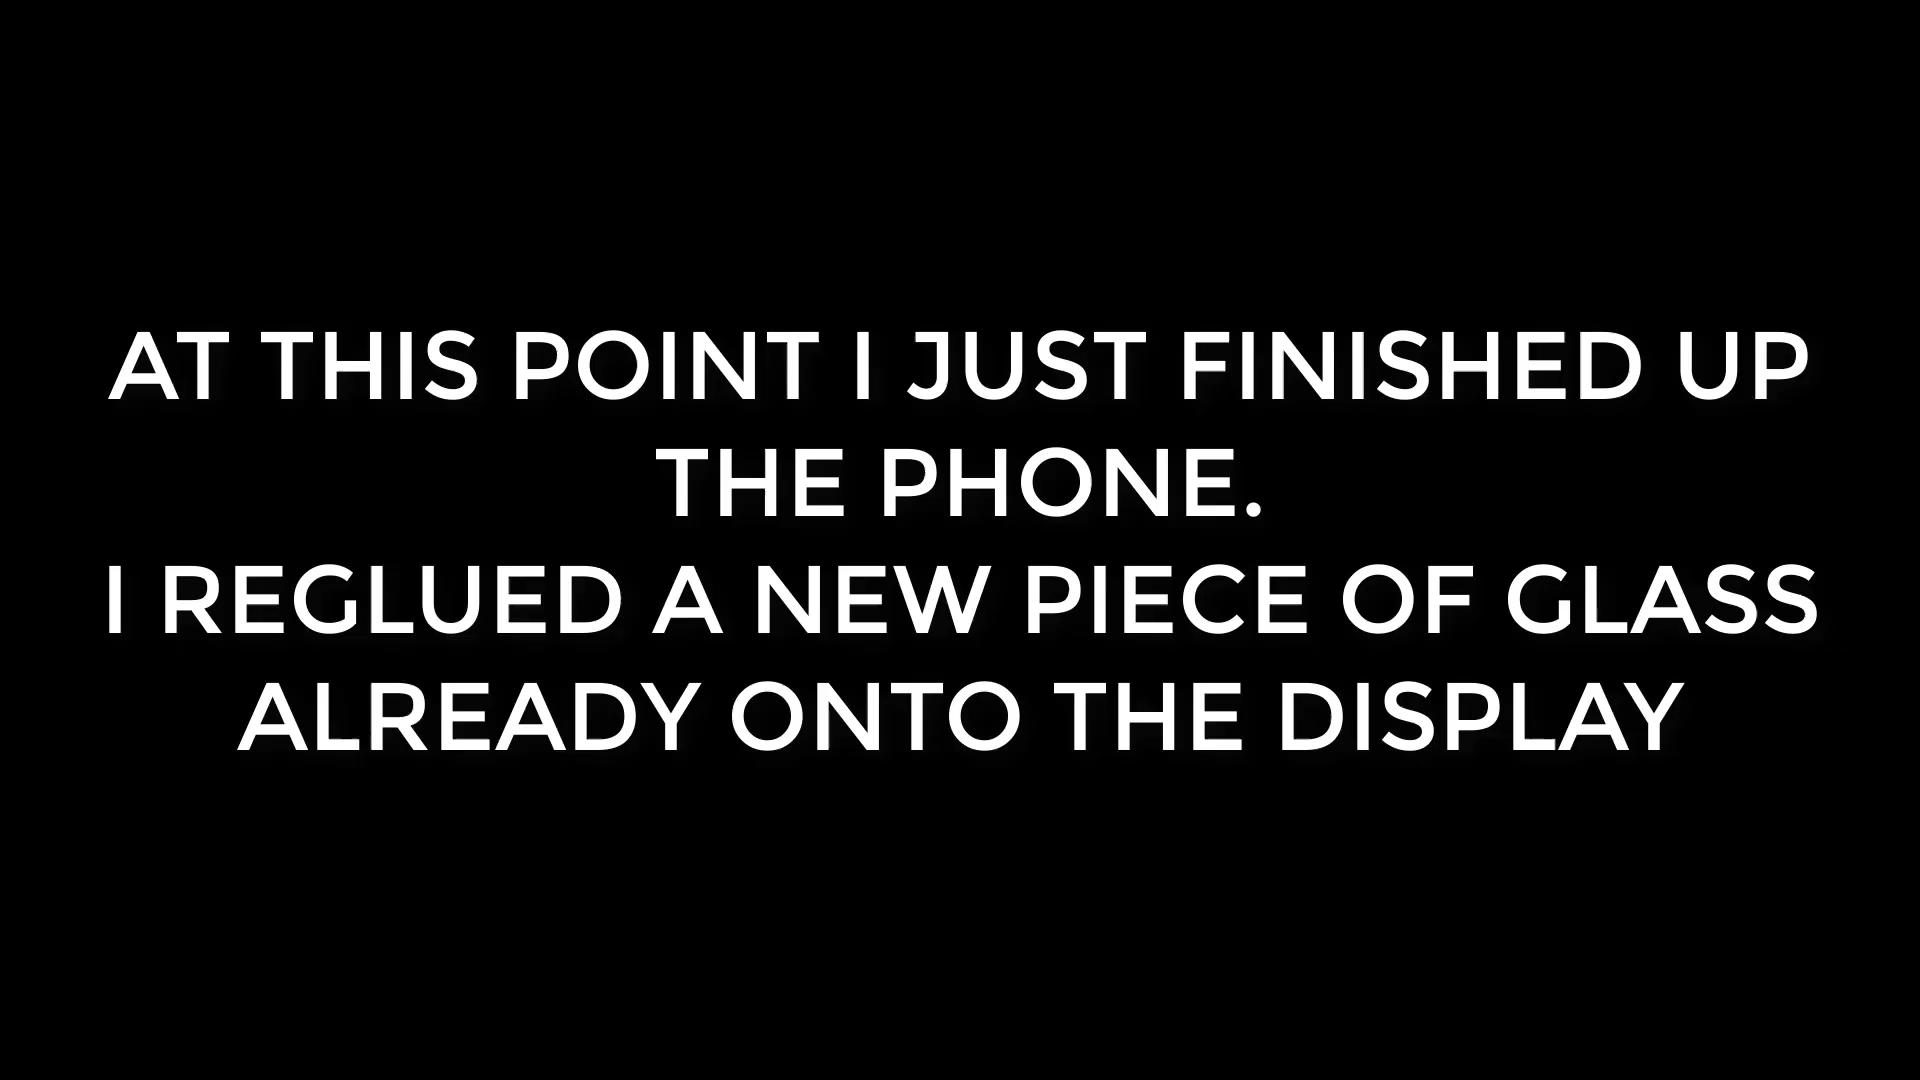 AT THIS POINT I JUST FINISHED UP
THE PHONE.
I REGLUED A NEW PIECE OF GLASS
ALREADY ONTO THE DISPLAY